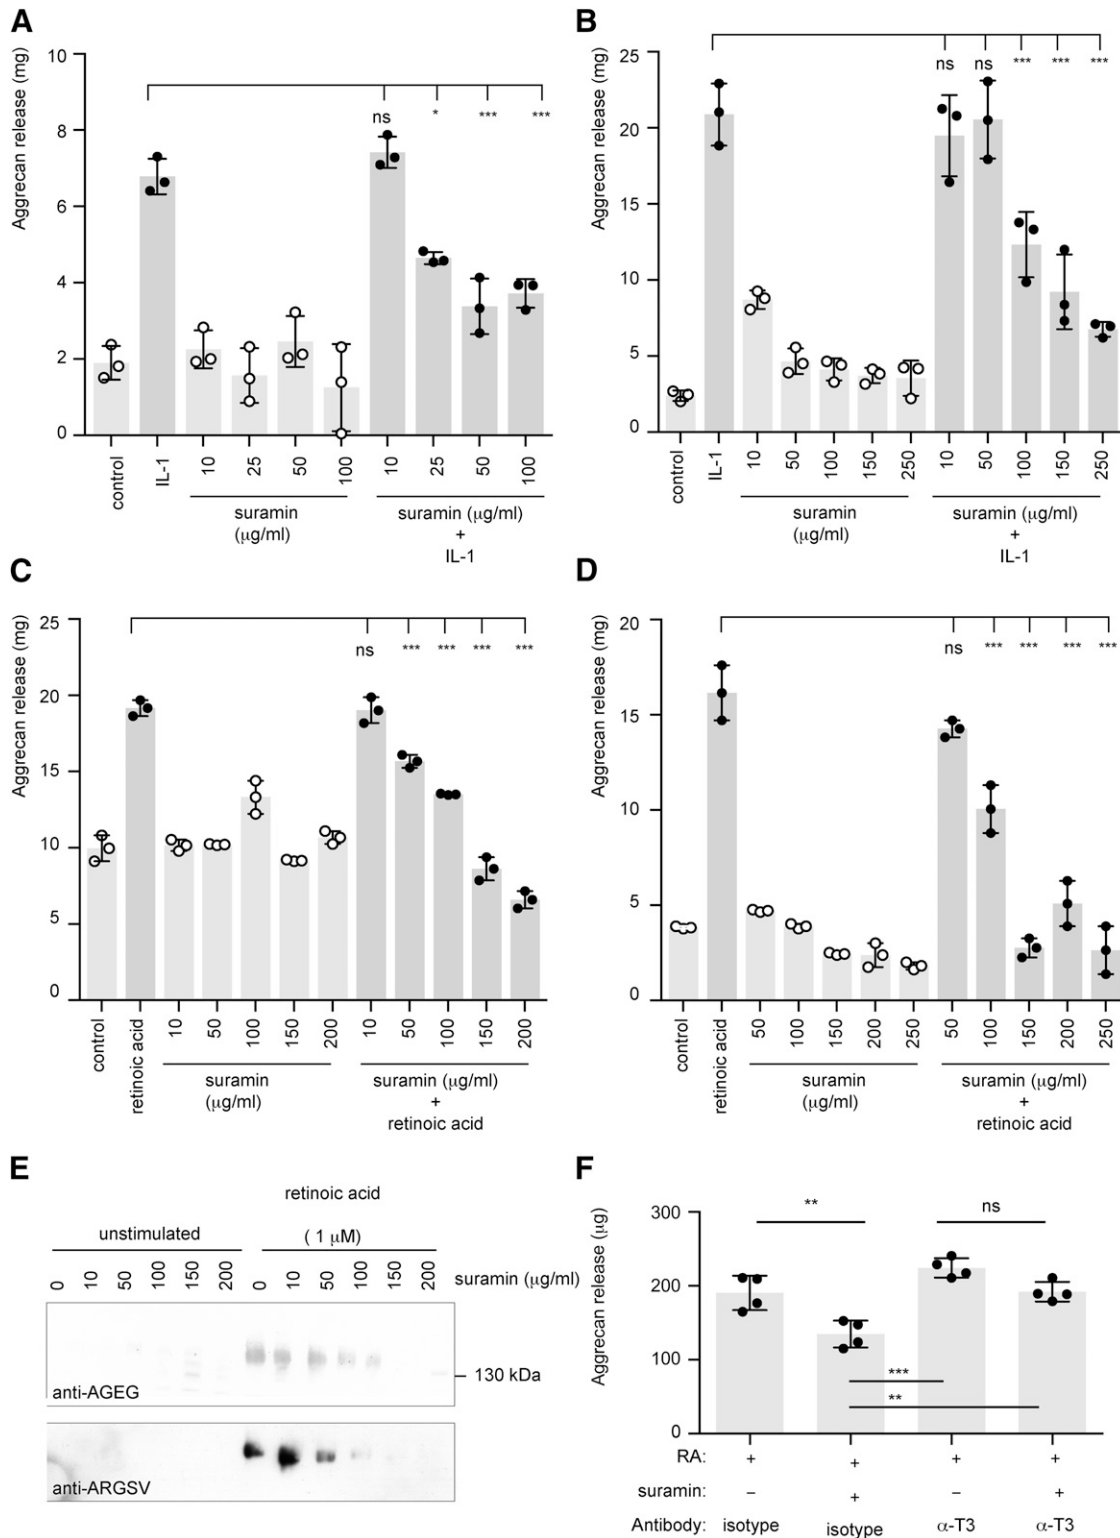 A
Aggrecan release (mg)
10
8
6
4
2
0
ns * *** ***
control IL-1 10 25 50 100 10 25 50 100
suramin suramin (μg/ml)
(μg/ml) +
IL-1
B
Aggrecan release (mg)
25
20
15
10
5
0
ns ns *** *** ***
control IL-1 10 50 100 150 250 10 50 100 150 250
suramin suramin (μg/ml)
(μg/ml) +
IL-1
C
Aggrecan release (mg)
25
20
15
10
5
0
ns *** *** *** ***
control retinoic acid 10 50 100 150 200 10 50 100 150 200
suramin suramin (μg/ml)
(μg/ml) +
retinoic acid
D
Aggrecan release (mg)
20
15
10
5
0
ns *** *** *** ***
control retinoic acid 50 100 150 200 250 50 100 150 200 250
suramin suramin (μg/ml)
(μg/ml) +
retinoic acid
E
retinoic acid
unstimulated ( 1 μM)
0 10 50 100 150 200 0 10 50 100 150 200 suramin (μg/ml)
130 kDa
anti-AGEG
anti-ARGSV
F
Aggrecan release (μg)
300
200
100
0
** ns
***
**
RA: + + + +
suramin: – + – +
Antibody: isotype isotype α-T3 α-T3